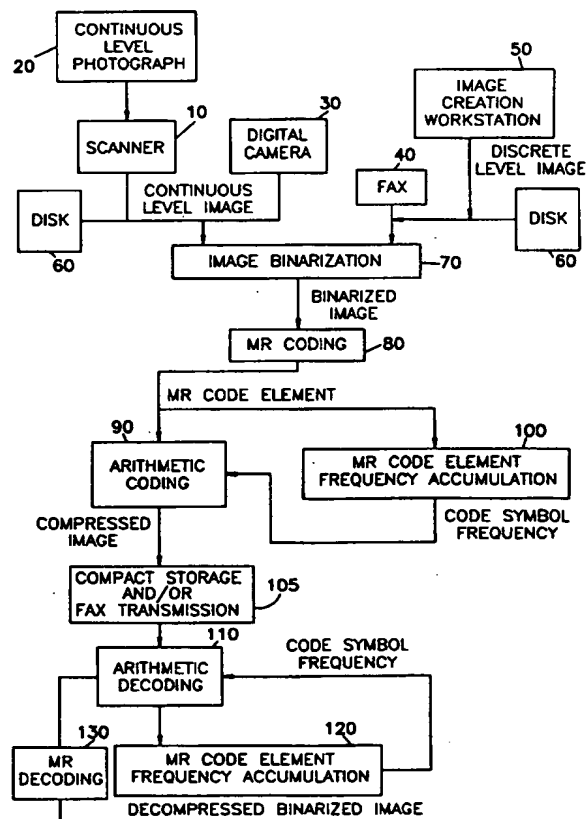 CONTINUOUS
LEVEL
PHOTOGRAPH
20
50
IMAGE
CREATION
WORKSTATION
10
SCANNER
30
DIGITAL
CAMERA
40
FAX
DISCRETE
LEVEL IMAGE
CONTINUOUS
LEVEL IMAGE
DISK
60
DISK
60
IMAGE BINARIZATION
70
BINARIZED
IMAGE
MR CODING
80
MR CODE ELEMENT
90
ARITHMETIC
CODING
100
MR CODE ELEMENT
FREQUENCY ACCUMULATION
CODE SYMBOL
FREQUENCY
COMPRESSED
IMAGE
COMPACT STORAGE
AND/OR
FAX TRANSMISSION
105
110
ARITHMETIC
DECODING
CODE SYMBOL
FREQUENCY
130
MR
DECODING
120
MR CODE ELEMENT
FREQUENCY ACCUMULATION
DECOMPRESSED BINARIZED IMAGE